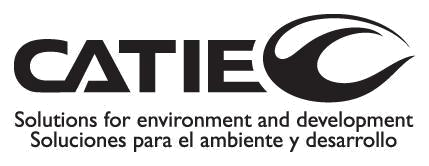 CATIE
Solutions for environment and development
Soluciones para el ambiente y desarrollo